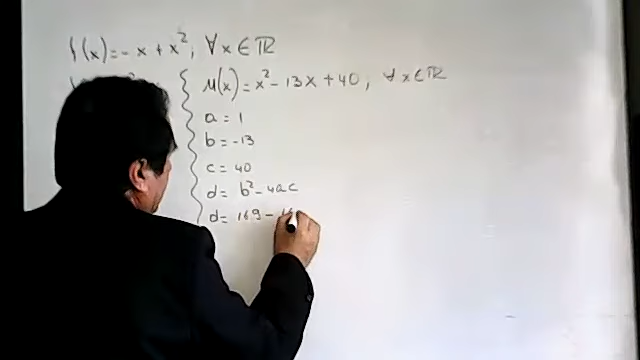 f(x) = -x + x², ∀x∈ℝ
μ(x) = x² - 13x + 40, ∀x∈ℝ
a = 1
b = -13
c = 40
d = b² - 4ac
d = 169 - 16